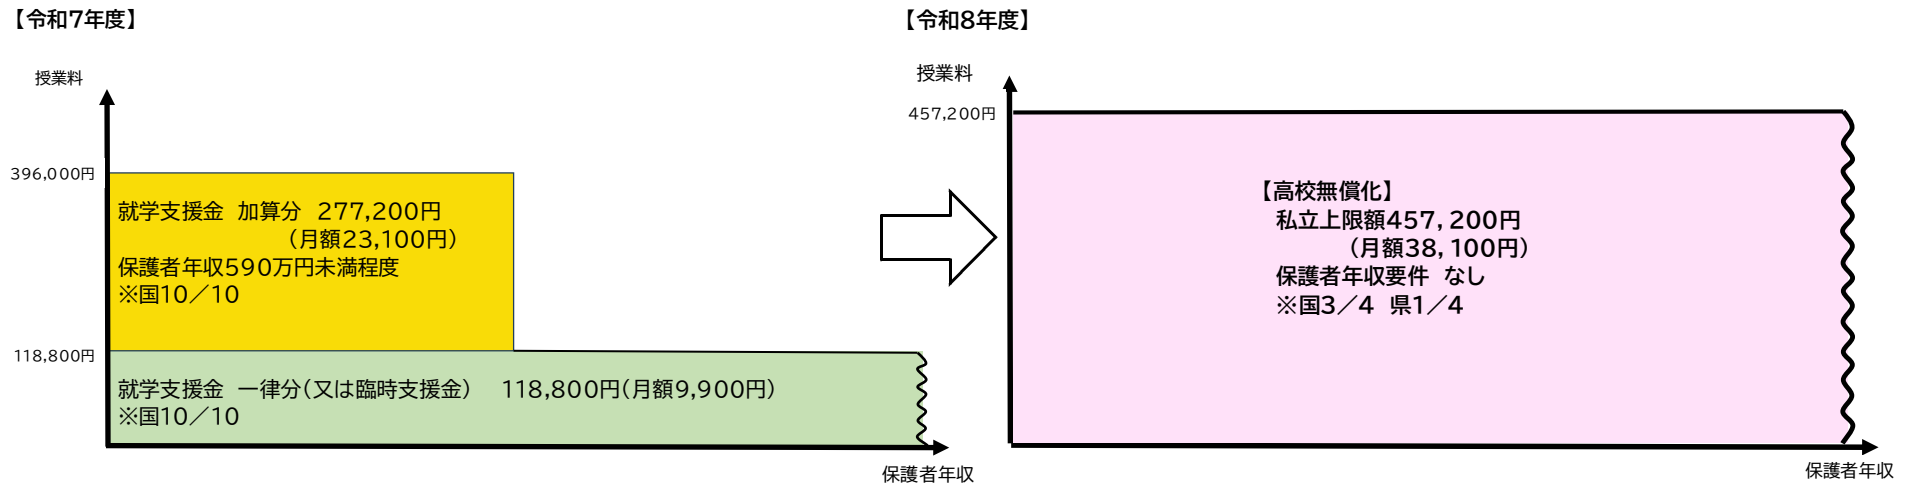 【令和7年度】
授業料
396,000円
就学支援金　加算分　277,200円
（月額23,100円）
保護者年収590万円未満程度
※国10／10
118,800円
就学支援金　一律分（又は臨時支援金）　118,800円（月額9,900円）
※国10／10
保護者年収
【令和8年度】
授業料
457,200円
【高校無償化】
私立上限額457，200円
（月額38，100円）
保護者年収要件　なし
※国3／4　県1／4
保護者年収